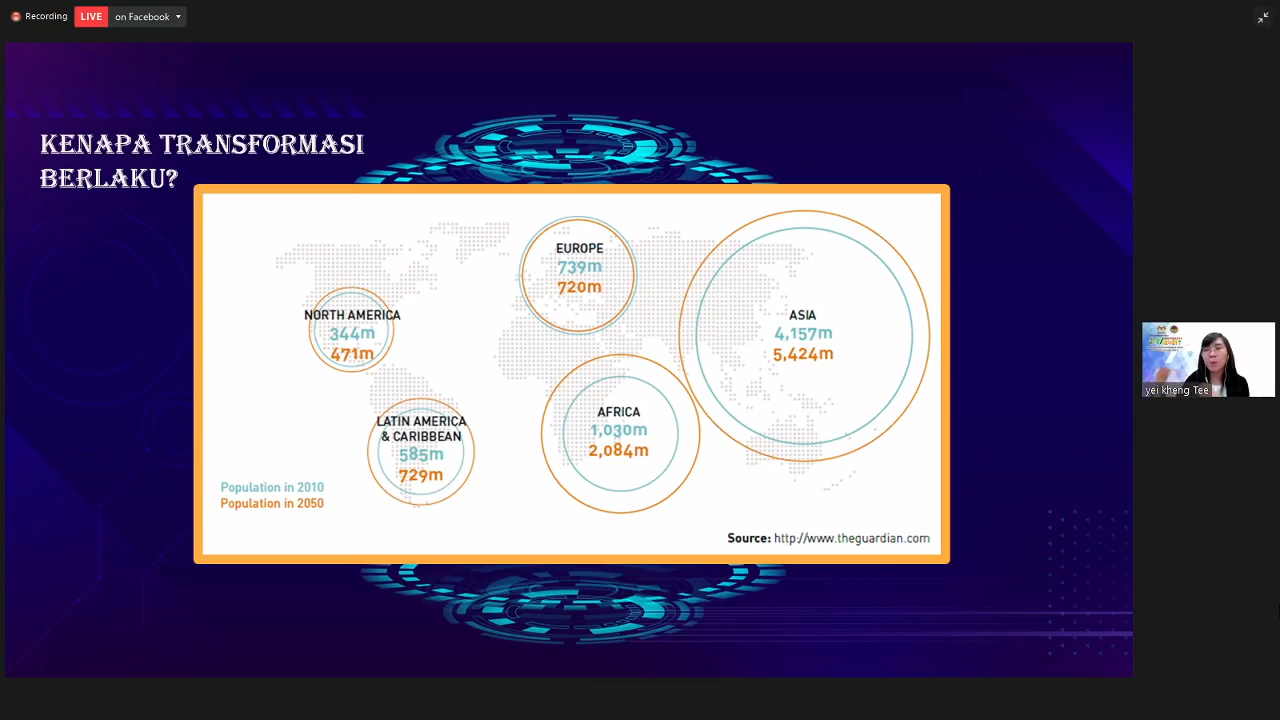 Recording
LIVE
on Facebook
KENAPA TRANSFORMASI
BERLAKU?
EUROPE
739m
720m
NORTH AMERICA
344m
471m
ASIA
4,157m
5,424m
LATIN AMERICA
& CARIBBEAN
585m
729m
AFRICA
1,030m
2,084m
Population in 2010
Population in 2050
Source: http://www.theguardian.com
yei kheng Tee